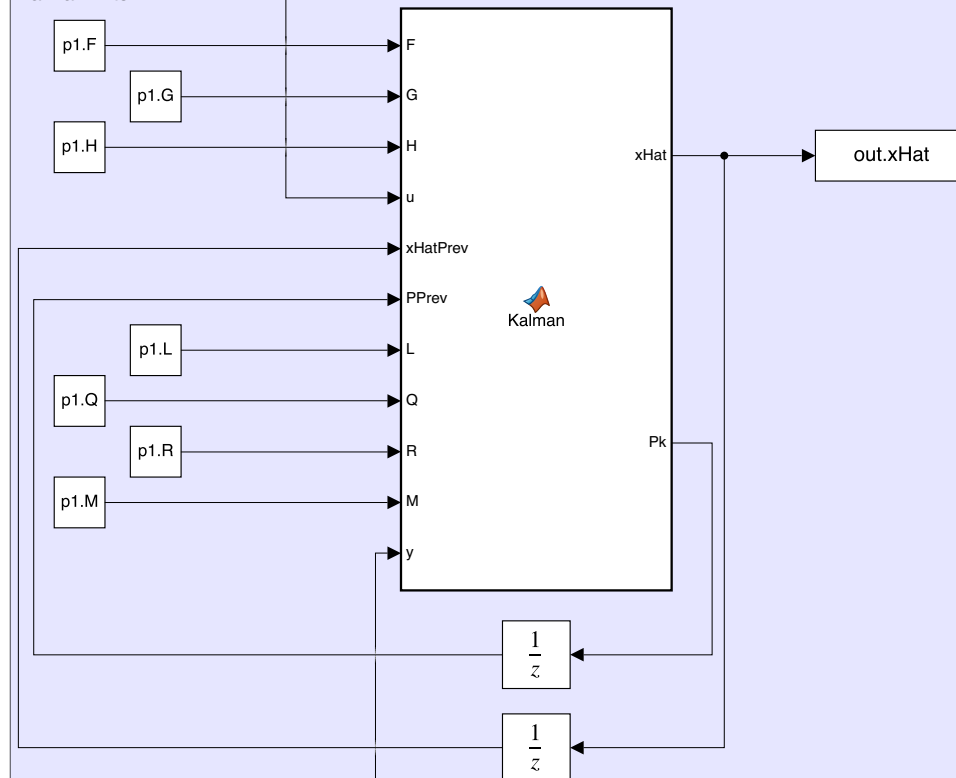 p1.F
F
p1.G
G
p1.H
H
xHat
out.xHat
u
xHatPrev
PPrev
Kalman
p1.L
L
p1.Q
Q
p1.R
R
Pk
p1.M
M
y
1
z
1
z